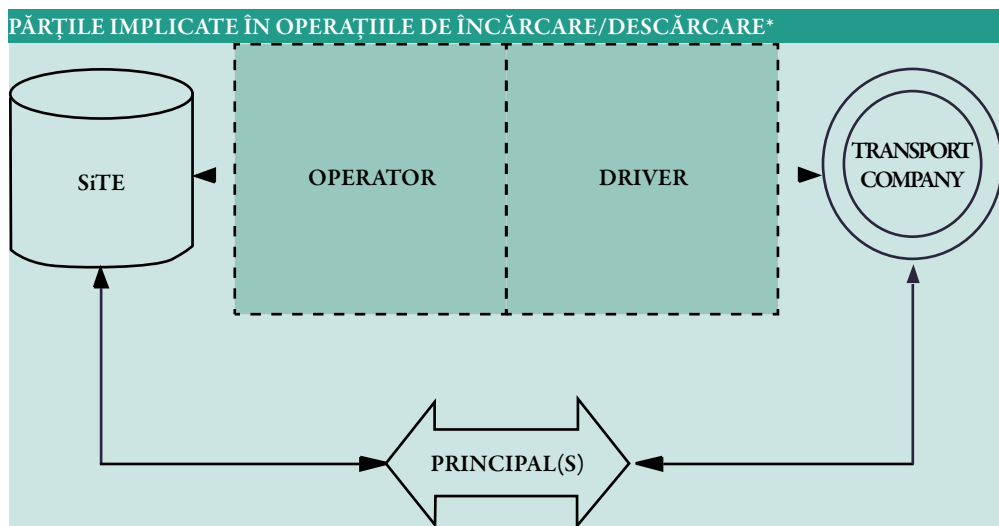 PĂRȚILE IMPLICATE ÎN OPERAȚIILE DE ÎNCĂRCARE/DESCĂRCARE*
SiTE
OPERATOR
DRIVER
TRANSPORT
COMPANY
PRINCIPAL(S)